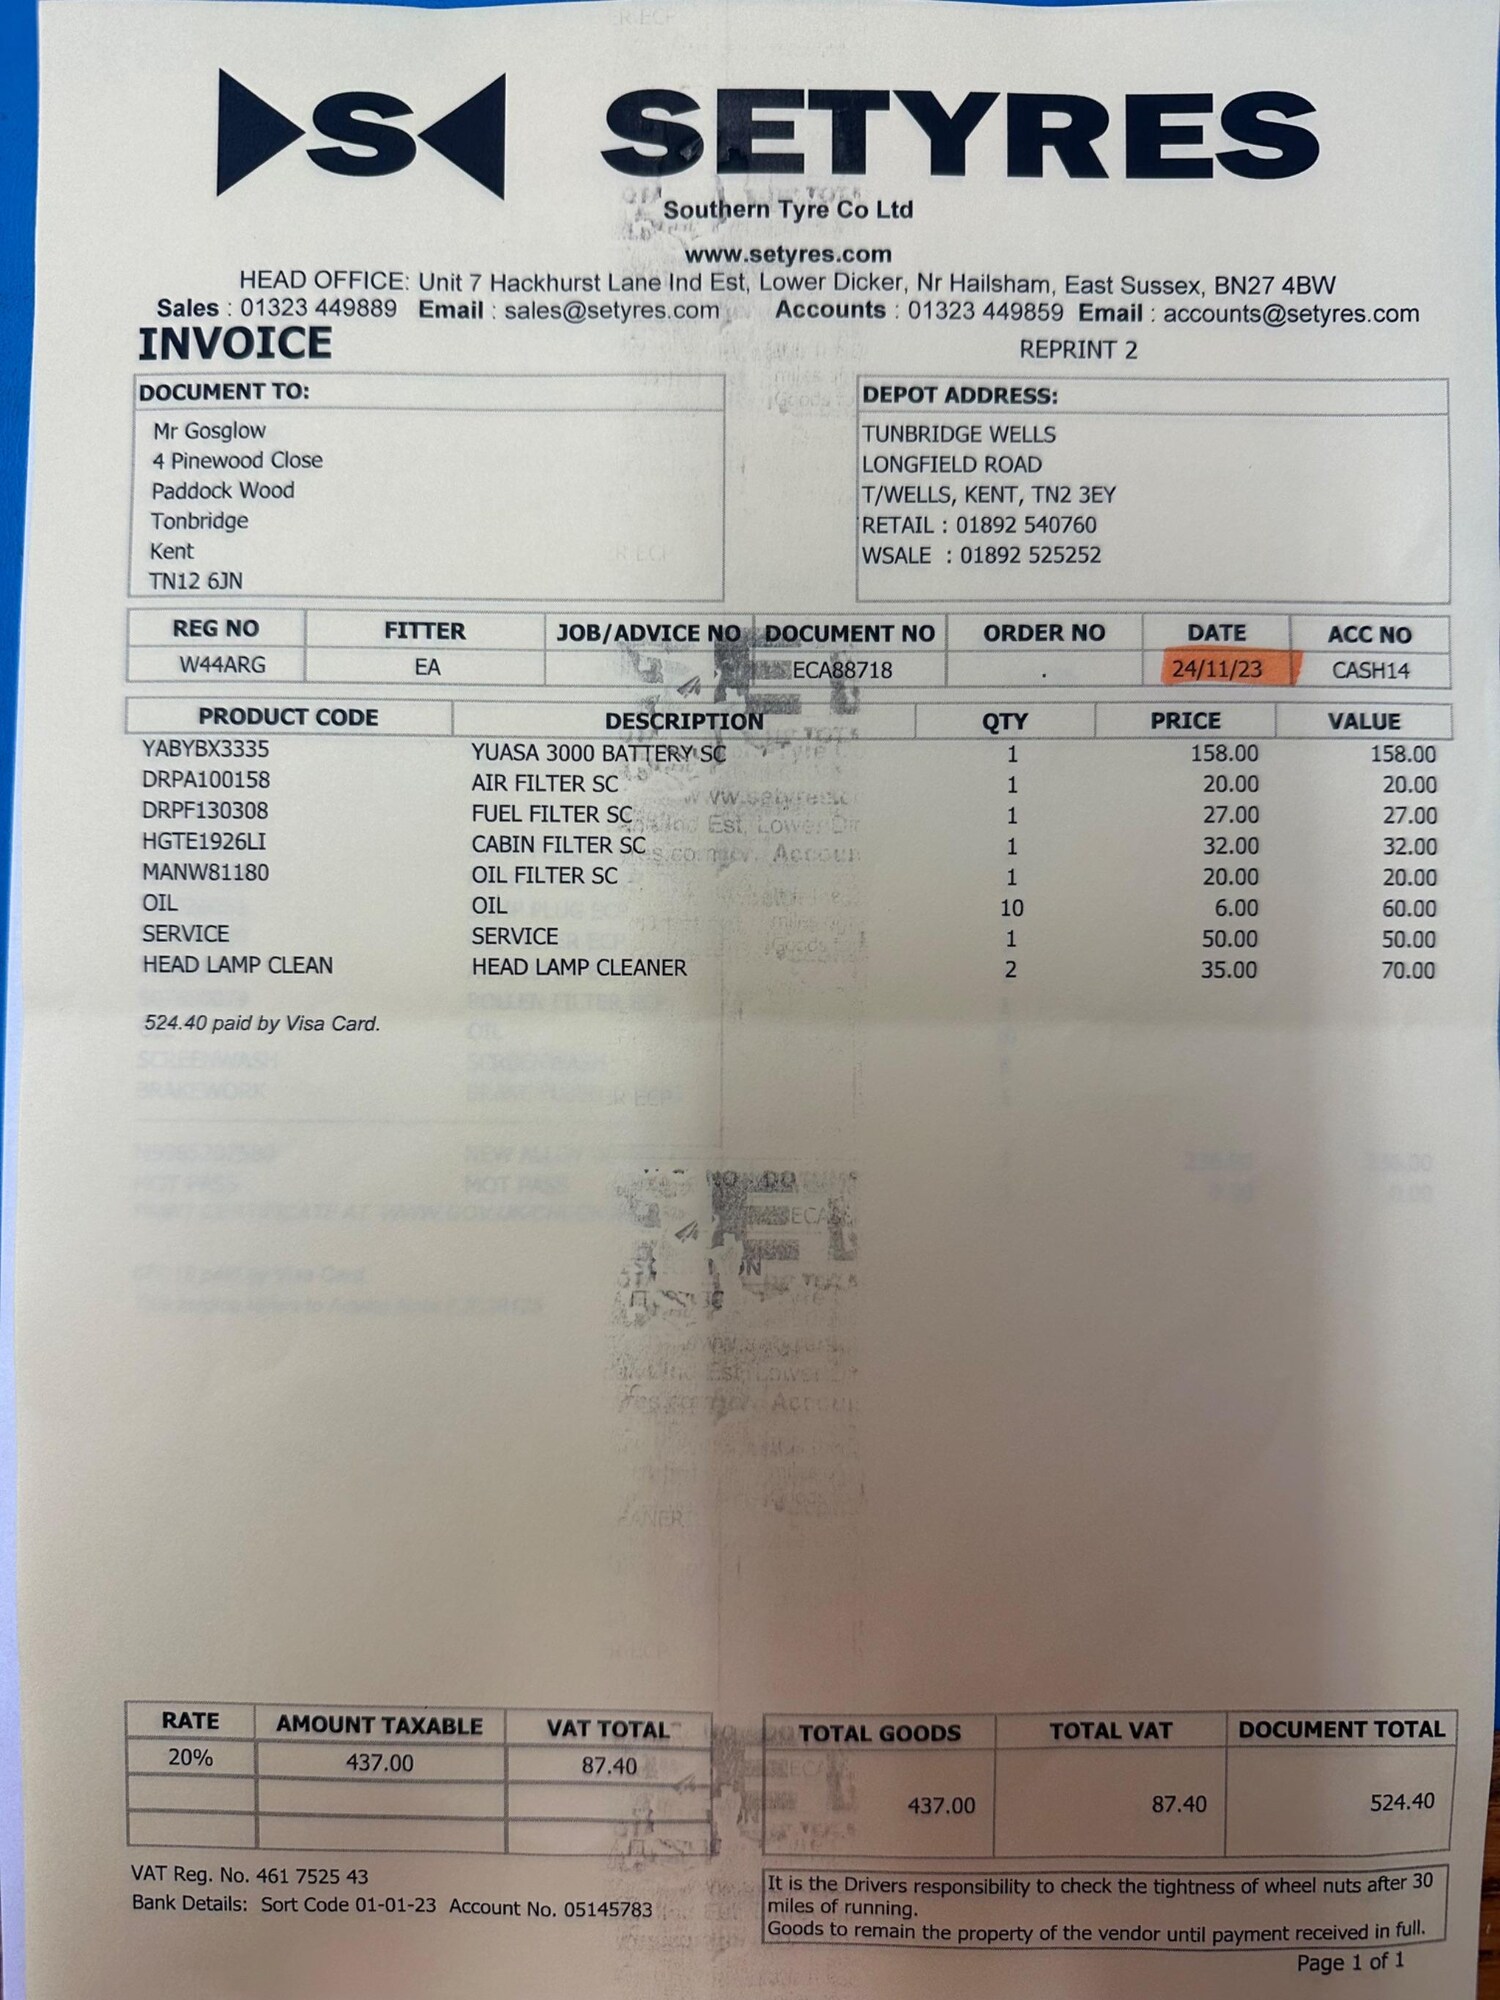 S SETYRES
Southern Tyre Co Ltd
www.setyres.com
HEAD OFFICE: Unit 7 Hackhurst Lane Ind Est, Lower Dicker, Nr Hailsham, East Sussex, BN27 4BW
Sales : 01323 449889 Email : sales@setyres.com Accounts : 01323 449859 Email : accounts@setyres.com
INVOICE REPRINT 2
DOCUMENT TO:
Mr Gosglow
4 Pinewood Close
Paddock Wood
Tonbridge
Kent
TN12 6JN
DEPOT ADDRESS:
TUNBRIDGE WELLS
LONGFIELD ROAD
T/WELLS, KENT, TN2 3EY
RETAIL : 01892 540760
WSALE : 01892 525252
REG NO FITTER JOB/ADVICE NO DOCUMENT NO ORDER NO DATE ACC NO
W44ARG EA ECA88718 . 24/11/23 CASH14
PRODUCT CODE DESCRIPTION QTY PRICE VALUE
YABYBX3335 YUASA 3000 BATTERY SC 1 158.00 158.00
DRPA100158 AIR FILTER SC 1 20.00 20.00
DRPF130308 FUEL FILTER SC 1 27.00 27.00
HGTE1926LI CABIN FILTER SC 1 32.00 32.00
MANW81180 OIL FILTER SC 1 20.00 20.00
OIL OIL 10 6.00 60.00
SERVICE SERVICE 1 50.00 50.00
HEAD LAMP CLEAN HEAD LAMP CLEANER 2 35.00 70.00
524.40 paid by Visa Card.
RATE AMOUNT TAXABLE VAT TOTAL
20% 437.00 87.40
TOTAL GOODS TOTAL VAT DOCUMENT TOTAL
437.00 87.40 524.40
VAT Reg. No. 461 7525 43
Bank Details: Sort Code 01-01-23 Account No. 05145783
It is the Drivers responsibility to check the tightness of wheel nuts after 30
miles of running.
Goods to remain the property of the vendor until payment received in full.
Page 1 of 1